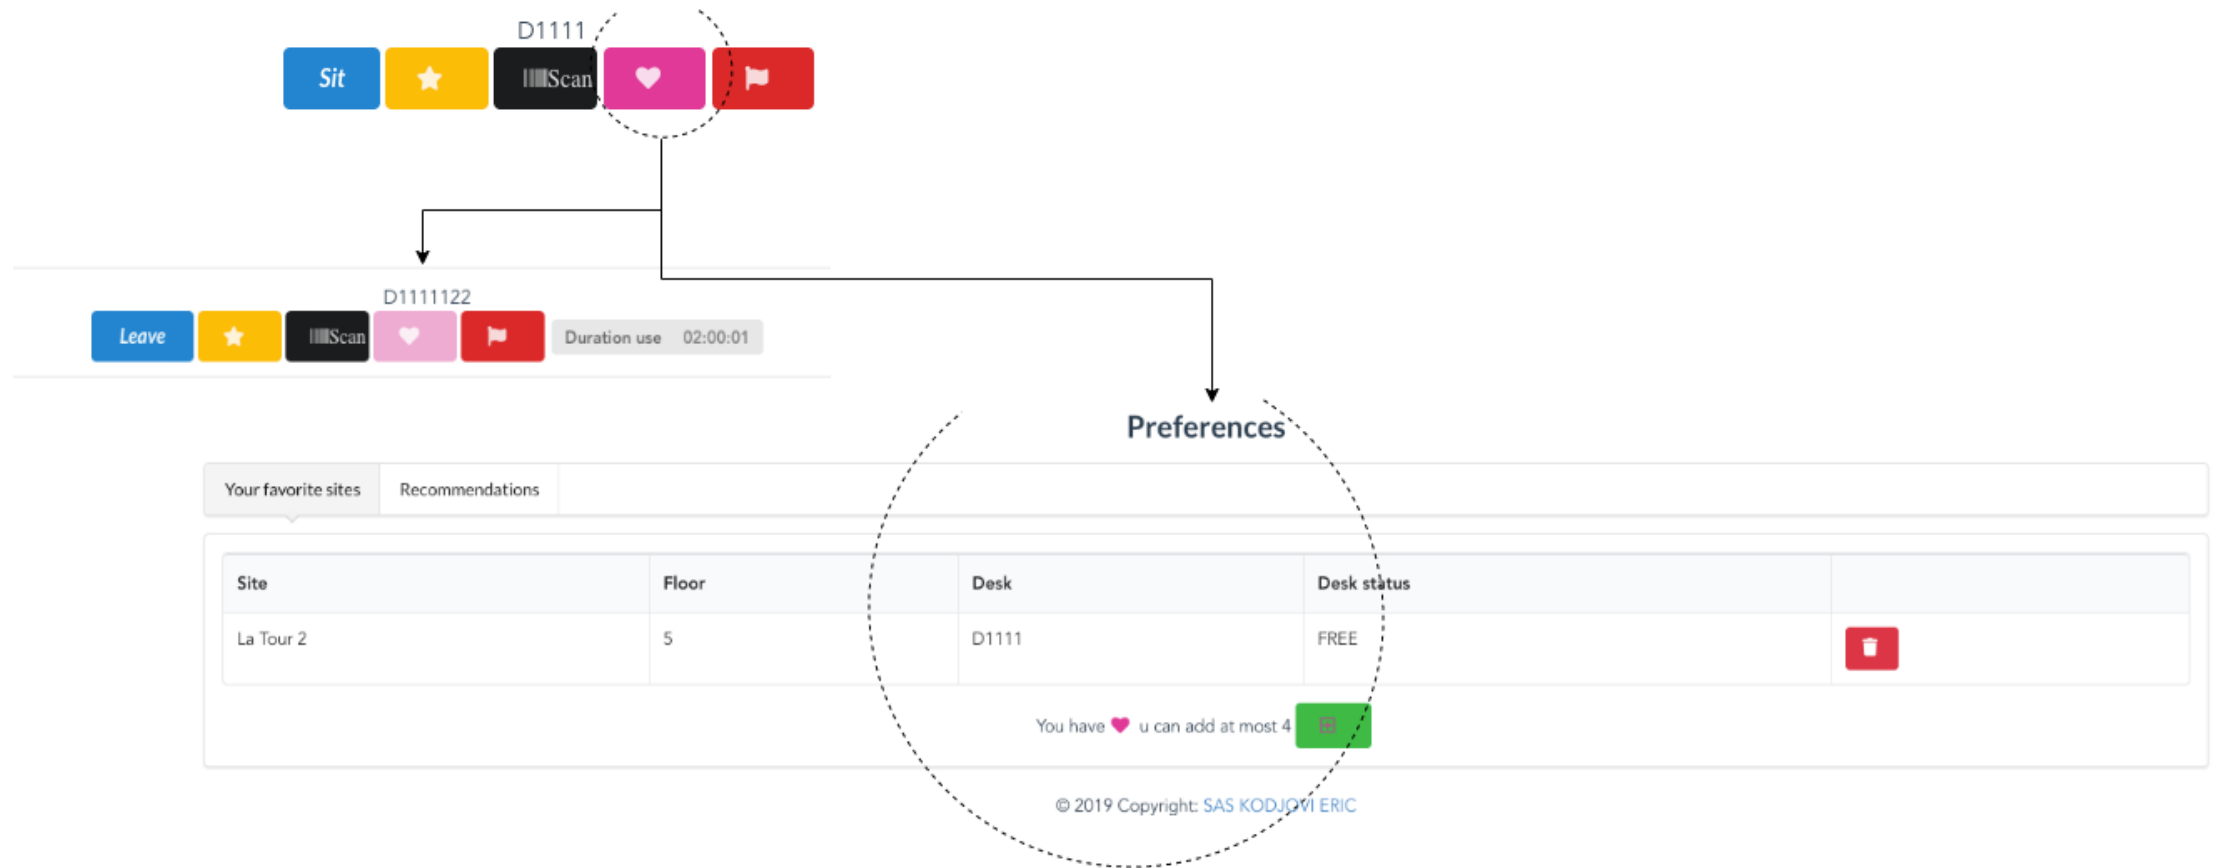 D1111
Sit Scan
D1111122
Leave Scan Duration use 02:00:01
Preferences
Your favorite sites Recommendations
Site Floor Desk Desk status
La Tour 2 5 D1111 FREE
You have u can add at most 4
© 2019 Copyright: SAS KODJOVI ERIC